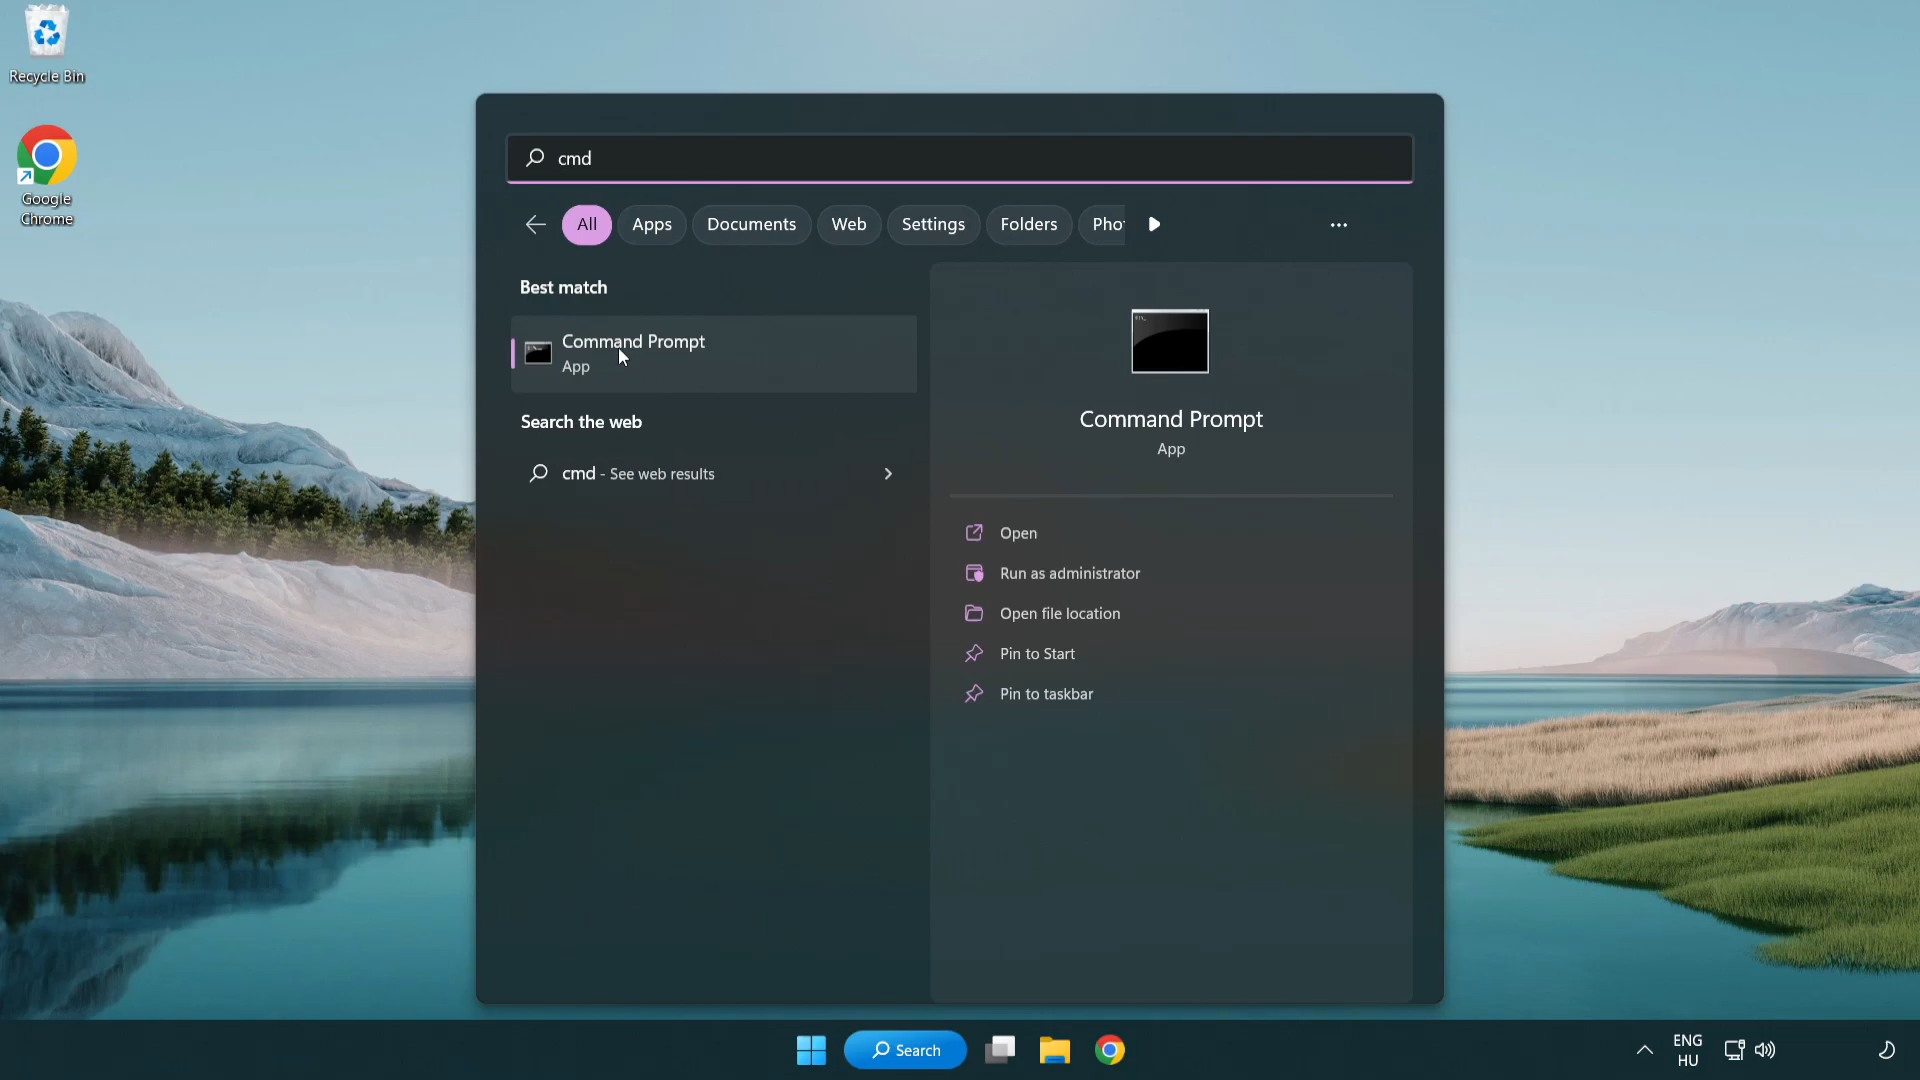 Recycle Bin
Google
Chrome
cmd
All
Apps
Documents
Web
Settings
Folders
Phot
Best match
Command Prompt
App
Search the web
cmd - See web results
Command Prompt
App
Open
Run as administrator
Open file location
Pin to Start
Pin to taskbar
Search
ENG
HU